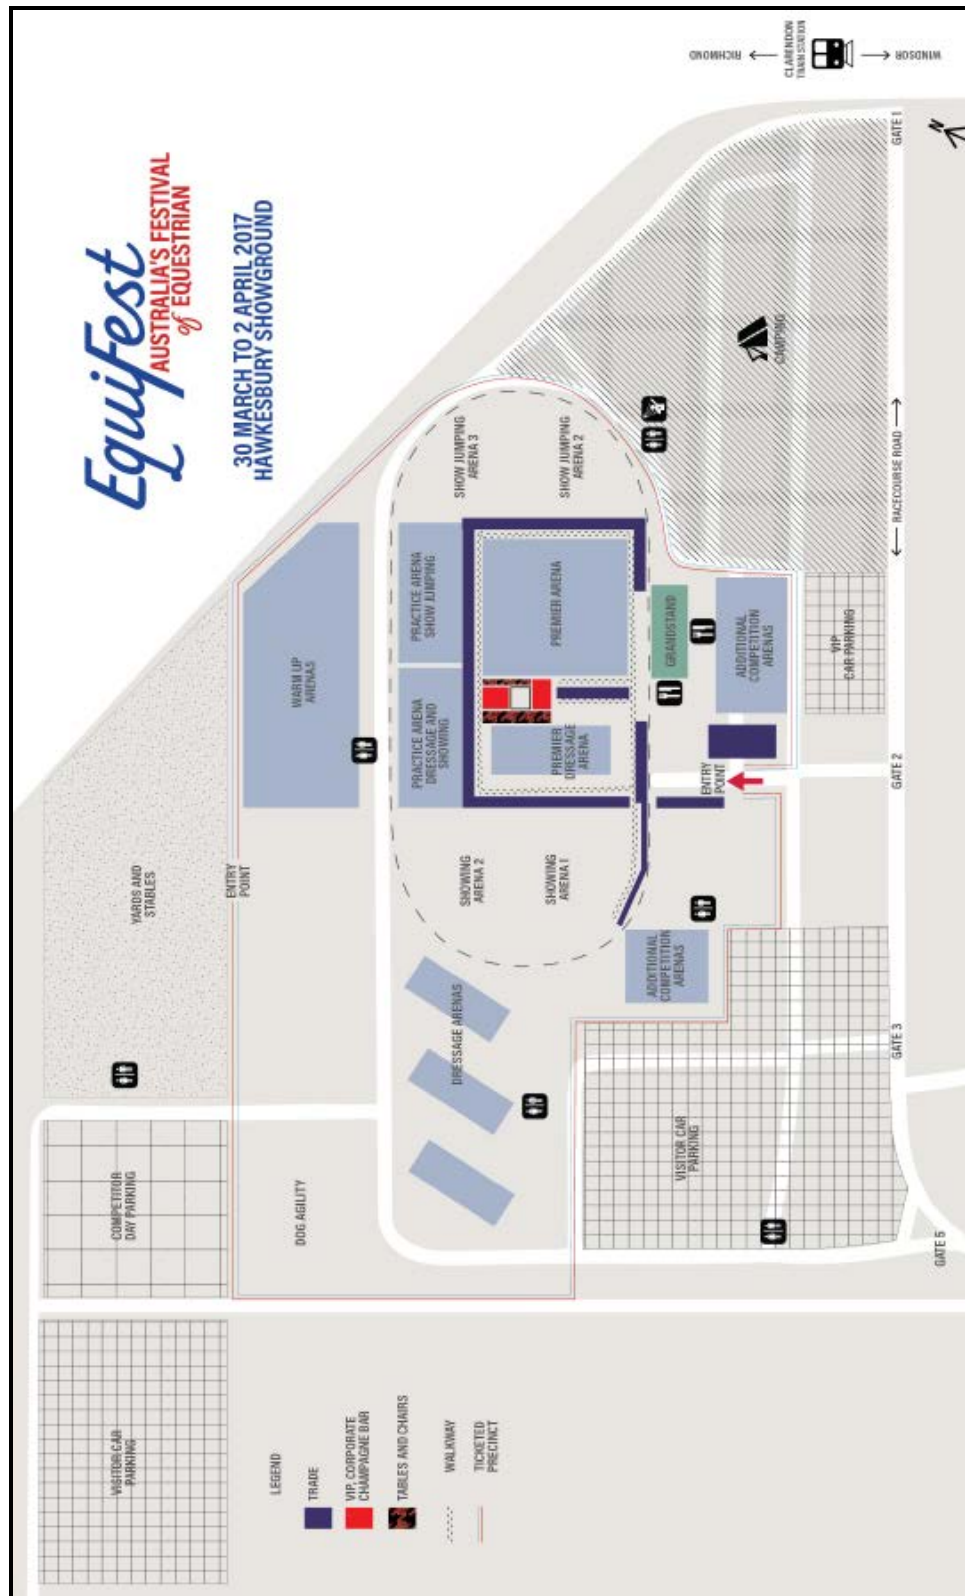 EquiFest
AUSTRALIA'S FESTIVAL
of EQUESTRIAN
30 MARCH TO 2 APRIL 2017
HAWKESBURY SHOWGROUND
RICHMOND
CLARENDON
TRAIN STATION
WINDSOR
N
GATE 1
CAMPING
RACECOURSE ROAD
SHOW JUMPING
ARENA 3
SHOW JUMPING
ARENA 2
WARM UP
ARENAS
PRACTICE ARENA
SHOW JUMPING
PREMIER ARENA
GRANDSTAND
ADDITIONAL
COMPETITION
ARENAS
VIP
CAR PARKING
PRACTICE ARENA
DRESSAGE AND
SHOWING
PREMIER
DRESSAGE
ARENA
ENTRY
POINT
GATE 2
YARDS AND
STABLES
ENTRY
POINT
SHOWING
ARENA 2
SHOWING
ARENA 1
ADDITIONAL
COMPETITION
ARENAS
DRESSAGE ARENAS
GATE 3
VISITOR CAR
PARKING
COMPETITOR
DAY PARKING
DOG AGILITY
GATE 5
VISITOR CAR
PARKING
LEGEND
TRADE
VIP, CORPORATE
CHAMPAGNE BAR
TABLES AND CHAIRS
WALKWAY
TICKETED
PRECINCT